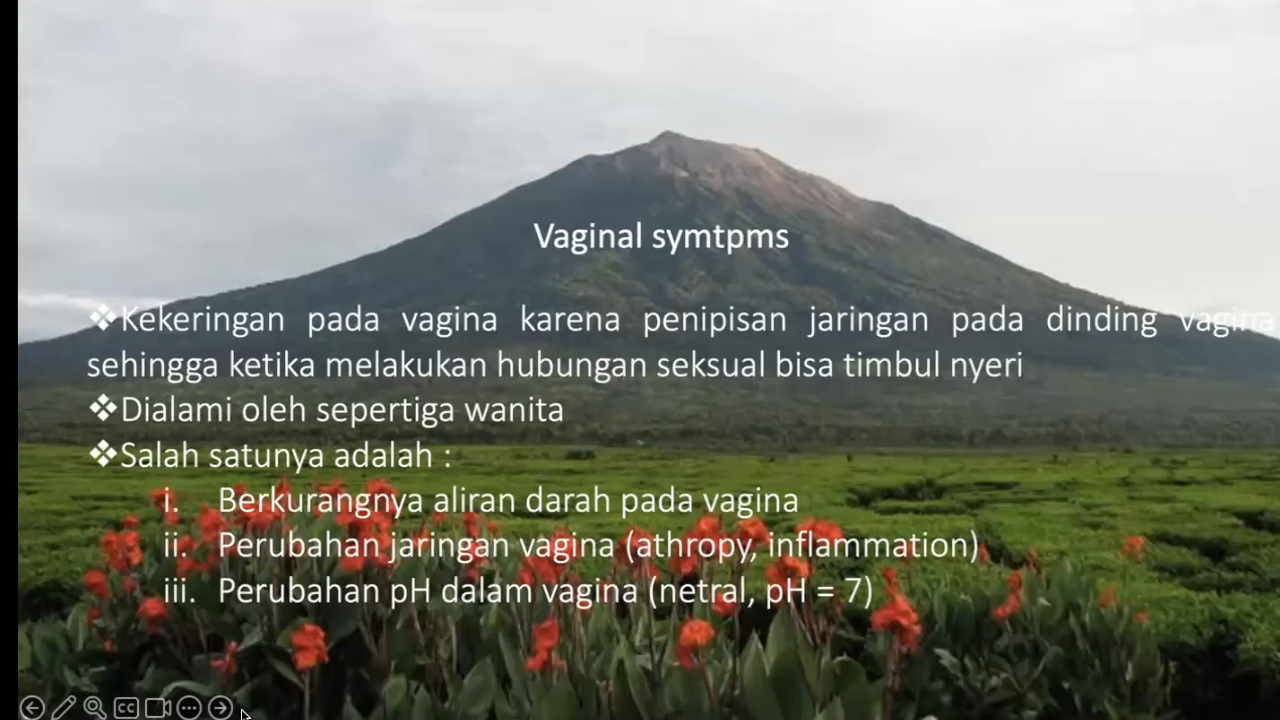 Vaginal symtpms
❖Kekeringan pada vagina karena penipisan jaringan pada dinding vagina
sehingga ketika melakukan hubungan seksual bisa timbul nyeri
❖Dialami oleh sepertiga wanita
❖Salah satunya adalah :
i. Berkurangnya aliran darah pada vagina
ii. Perubahan jaringan vagina (athropy, inflammation)
iii. Perubahan pH dalam vagina (netral, pH = 7)
CC